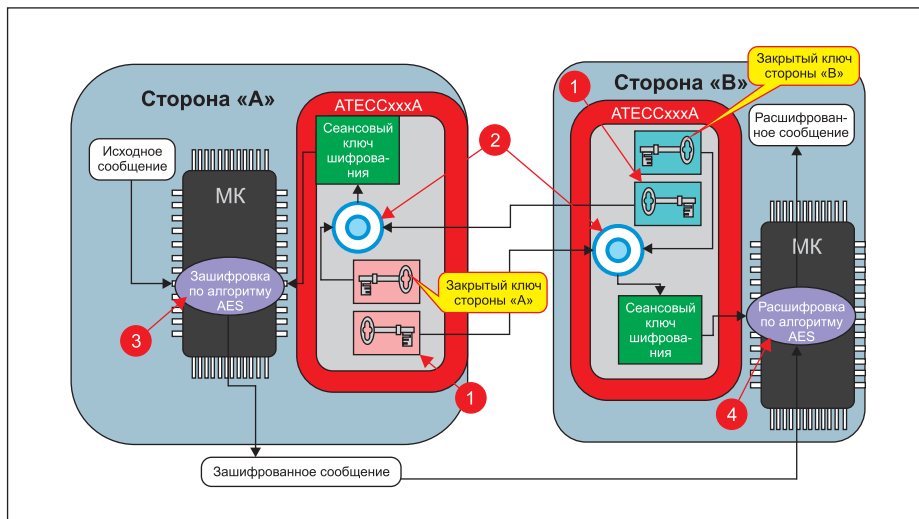 Сторона «А»
ATECCxxxA
Сеансовый
ключ
шифрова-
ния
Исходное
сообщение
МК
Зашифровка
по алгоритму
AES
3
2
Закрытый ключ
стороны «А»
1
Зашифрованное сообщение
Сторона «В»
Закрытый ключ
стороны «В»
1
ATECCxxxA
Расшифрован-
ное сообщение
Сеансовый
ключ
шифрова-
ния
МК
Расшифровка
по алгоритму
AES
4